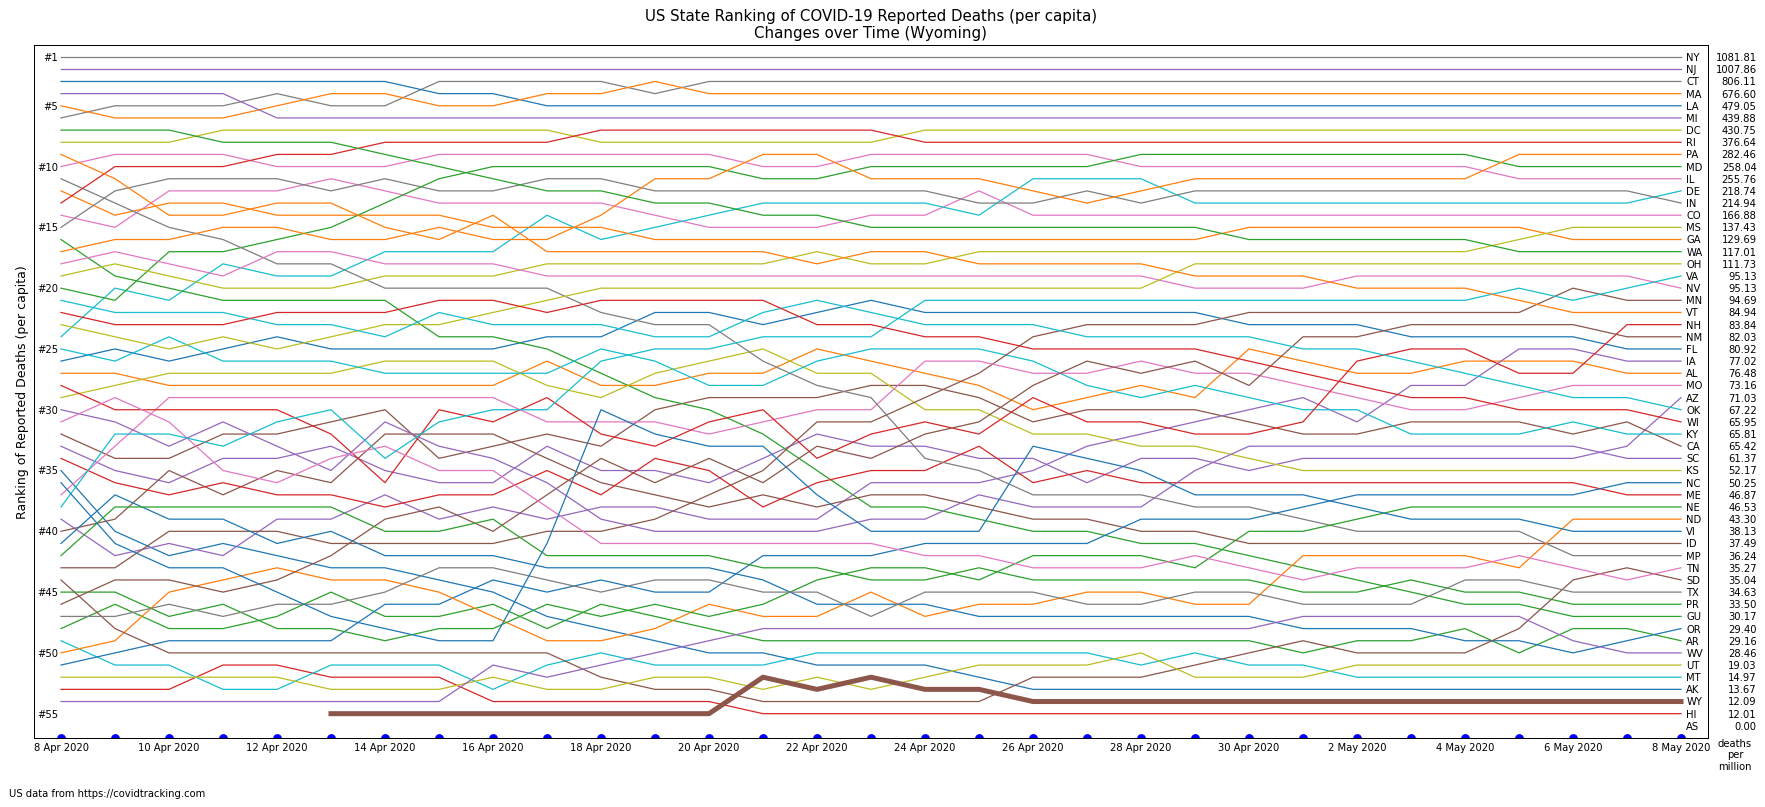 US State Ranking of COVID-19 Reported Deaths (per capita)
Changes over Time (Wyoming)
Ranking of Reported Deaths (per capita)
#1
#5
#10
#15
#20
#25
#30
#35
#40
#45
#50
#55
NY 1081.81
NJ 1007.86
CT 806.11
MA 676.60
LA 479.05
MI 439.88
DC 430.75
RI 376.64
PA 282.46
MD 258.04
IL 255.76
DE 218.74
IN 214.94
CO 166.88
MS 137.43
GA 129.69
WA 117.01
OH 111.73
VA 95.13
NV 95.13
MN 94.69
VT 84.94
NH 83.84
NM 82.03
FL 80.92
IA 77.02
AL 76.48
MO 73.16
AZ 71.03
OK 67.22
WI 65.95
KY 65.81
CA 65.42
SC 61.37
KS 52.17
NC 50.25
ME 46.87
NE 46.53
ND 43.30
VI 38.13
ID 37.49
MP 36.24
TN 35.27
SD 35.04
TX 34.63
PR 33.50
GU 30.17
OR 29.40
AR 29.16
WV 28.46
UT 19.03
MT 14.97
AK 13.67
WY 12.09
HI 12.01
AS 0.00
8 Apr 2020 10 Apr 2020 12 Apr 2020 14 Apr 2020 16 Apr 2020 18 Apr 2020 20 Apr 2020 22 Apr 2020 24 Apr 2020 26 Apr 2020 28 Apr 2020 30 Apr 2020 2 May 2020 4 May 2020 6 May 2020 8 May 2020
deaths
per
million
US data from https://covidtracking.com